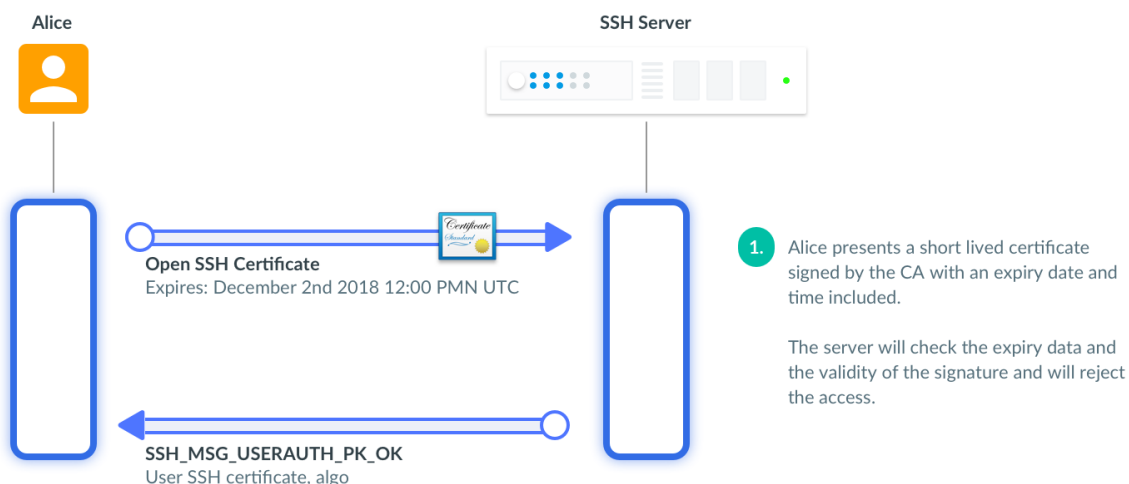 Alice
SSH Server
Certificate
Standard
Open SSH Certificate
Expires: December 2nd 2018 12:00 PMN UTC
1.
Alice presents a short lived certificate
signed by the CA with an expiry date and
time included.
The server will check the expiry data and
the validity of the signature and will reject
the access.
SSH_MSG_USERAUTH_PK_OK
User SSH certificate, algo